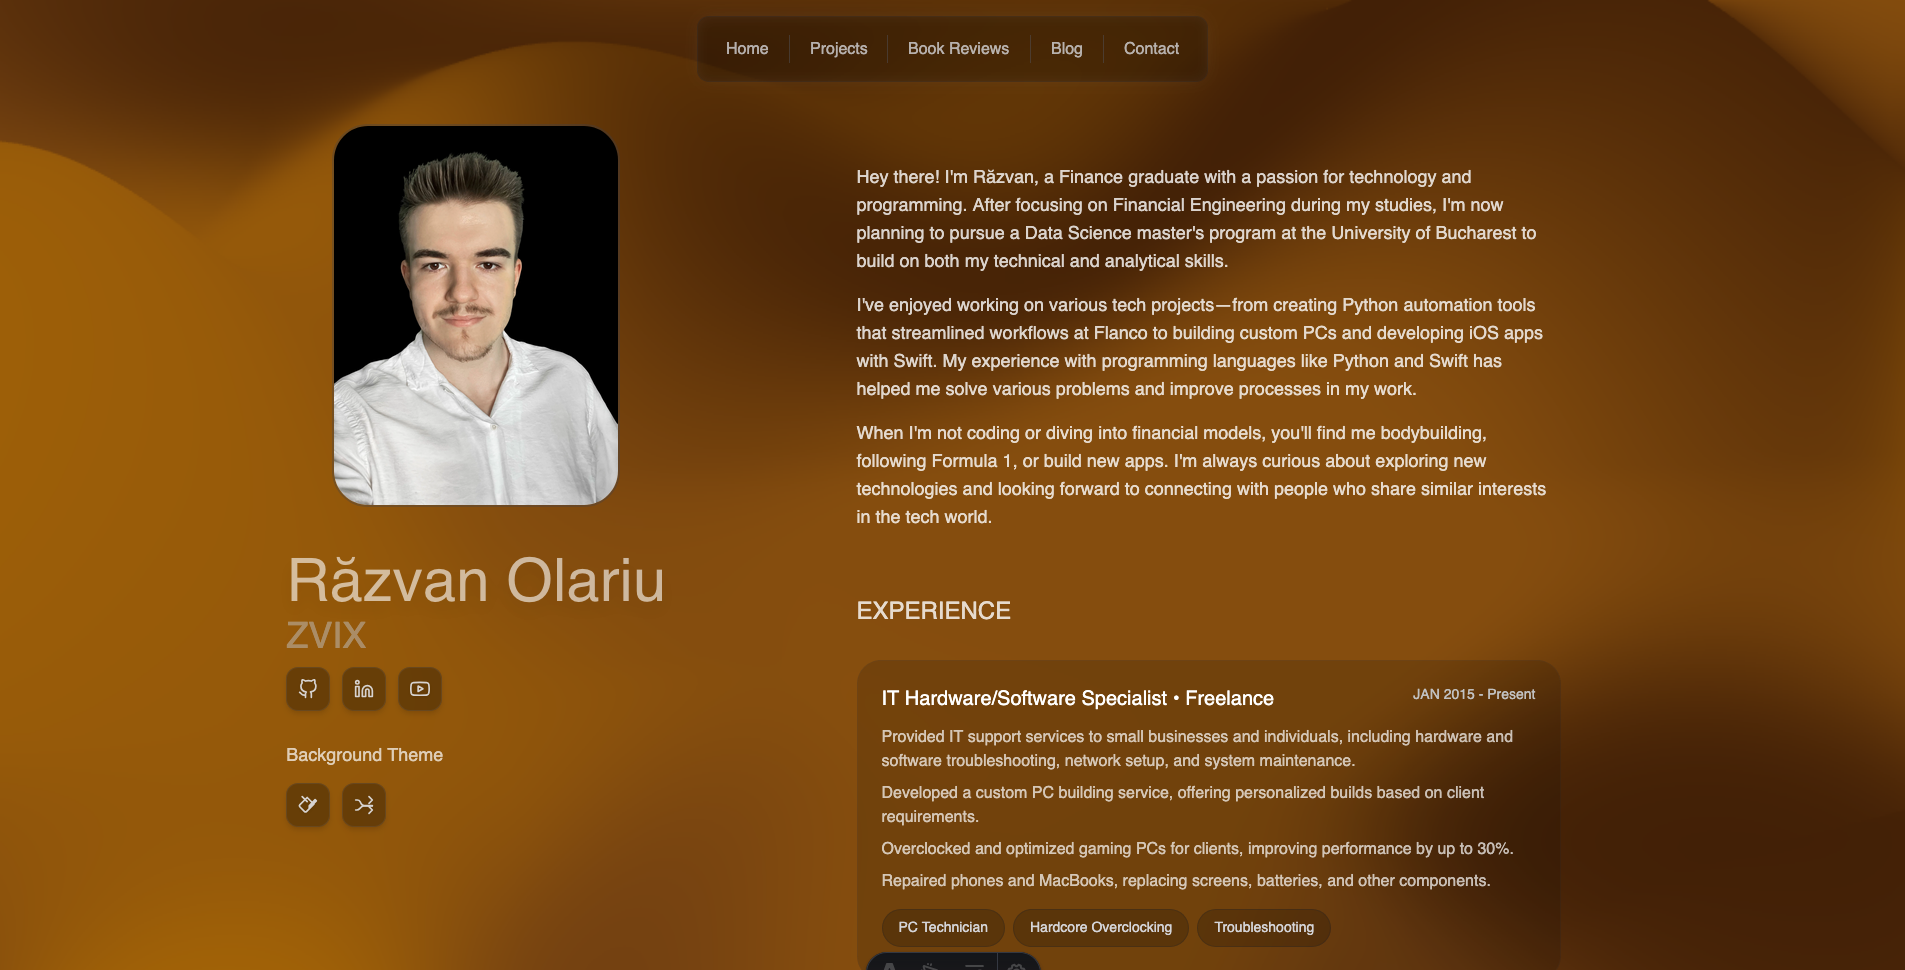 Home
Projects
Book Reviews
Blog
Contact
Răzvan Olariu
ZVIX
Background Theme
Hey there! I'm Răzvan, a Finance graduate with a passion for technology and
programming. After focusing on Financial Engineering during my studies, I'm now
planning to pursue a Data Science master's program at the University of Bucharest to
build on both my technical and analytical skills.
I've enjoyed working on various tech projects—from creating Python automation tools
that streamlined workflows at Flanco to building custom PCs and developing iOS apps
with Swift. My experience with programming languages like Python and Swift has
helped me solve various problems and improve processes in my work.
When I'm not coding or diving into financial models, you'll find me bodybuilding,
following Formula 1, or build new apps. I'm always curious about exploring new
technologies and looking forward to connecting with people who share similar interests
in the tech world.
EXPERIENCE
IT Hardware/Software Specialist • Freelance
JAN 2015 - Present
Provided IT support services to small businesses and individuals, including hardware and
software troubleshooting, network setup, and system maintenance.
Developed a custom PC building service, offering personalized builds based on client
requirements.
Overclocked and optimized gaming PCs for clients, improving performance by up to 30%.
Repaired phones and MacBooks, replacing screens, batteries, and other components.
PC Technician
Hardcore Overclocking
Troubleshooting